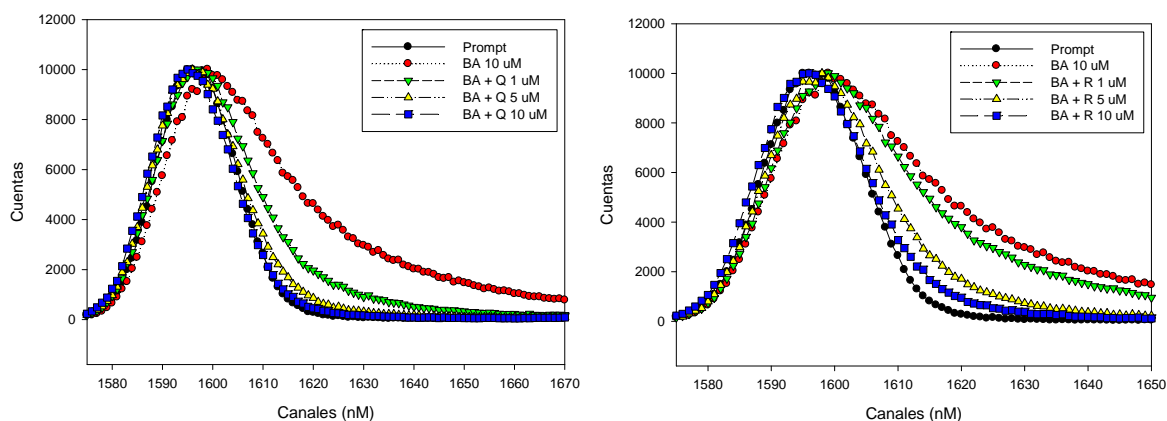 12000
10000
8000
6000
4000
2000
0
Cuentas
Prompt
BA 10 uM
BA + Q 1 uM
BA + Q 5 uM
BA + Q 10 uM
1580 1590 1600 1610 1620 1630 1640 1650 1660 1670
Canales (nM)
12000
10000
8000
6000
4000
2000
0
Cuentas
Prompt
BA 10 uM
BA + R 1 uM
BA + R 5 uM
BA + R 10 uM
1580 1590 1600 1610 1620 1630 1640 1650
Canales (nM)